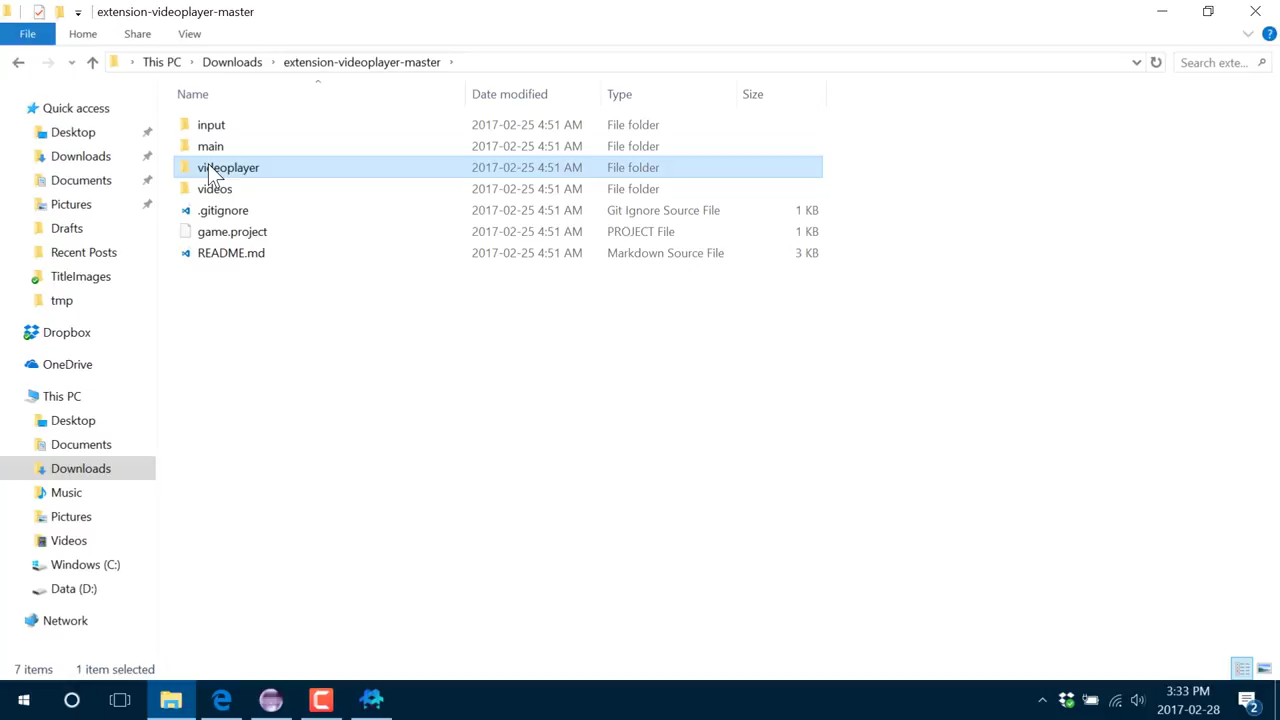 extension-videoplayer-master
File Home Share View
This PC Downloads extension-videoplayer-master Search exte...
Name Date modified Type Size
Quick access
Desktop
Downloads
Documents
Pictures
Drafts
Recent Posts
TitleImages
tmp
Dropbox
OneDrive
This PC
Desktop
Documents
Downloads
Music
Pictures
Videos
Windows (C:)
Data (D:)
Network
input 2017-02-25 4:51 AM File folder
main 2017-02-25 4:51 AM File folder
videoplayer 2017-02-25 4:51 AM File folder
videos 2017-02-25 4:51 AM File folder
.gitignore 2017-02-25 4:51 AM Git Ignore Source File 1 KB
game.project 2017-02-25 4:51 AM PROJECT File 1 KB
README.md 2017-02-25 4:51 AM Markdown Source File 3 KB
7 items 1 item selected
3:33 PM
2017-02-28
2